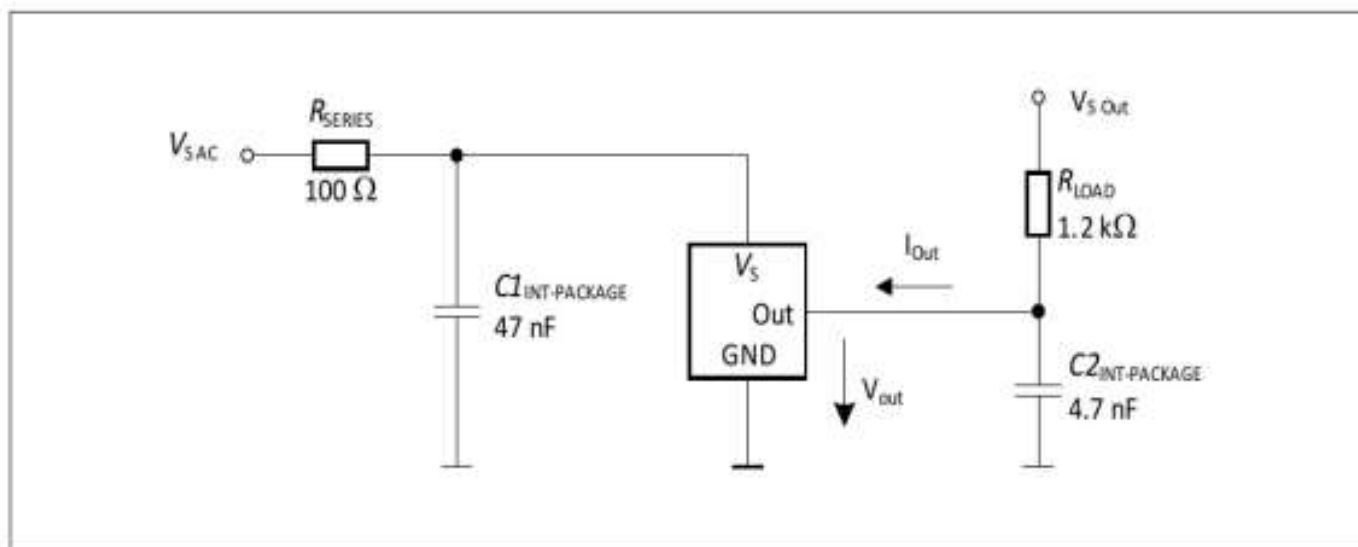 R_SERIES
V_S AC
100 Ω
C1_INT-PACKAGE
47 nF
V_S
Out
GND
I_Out
V_out
V_S Out
R_LOAD
1.2 kΩ
C2_INT-PACKAGE
4.7 nF